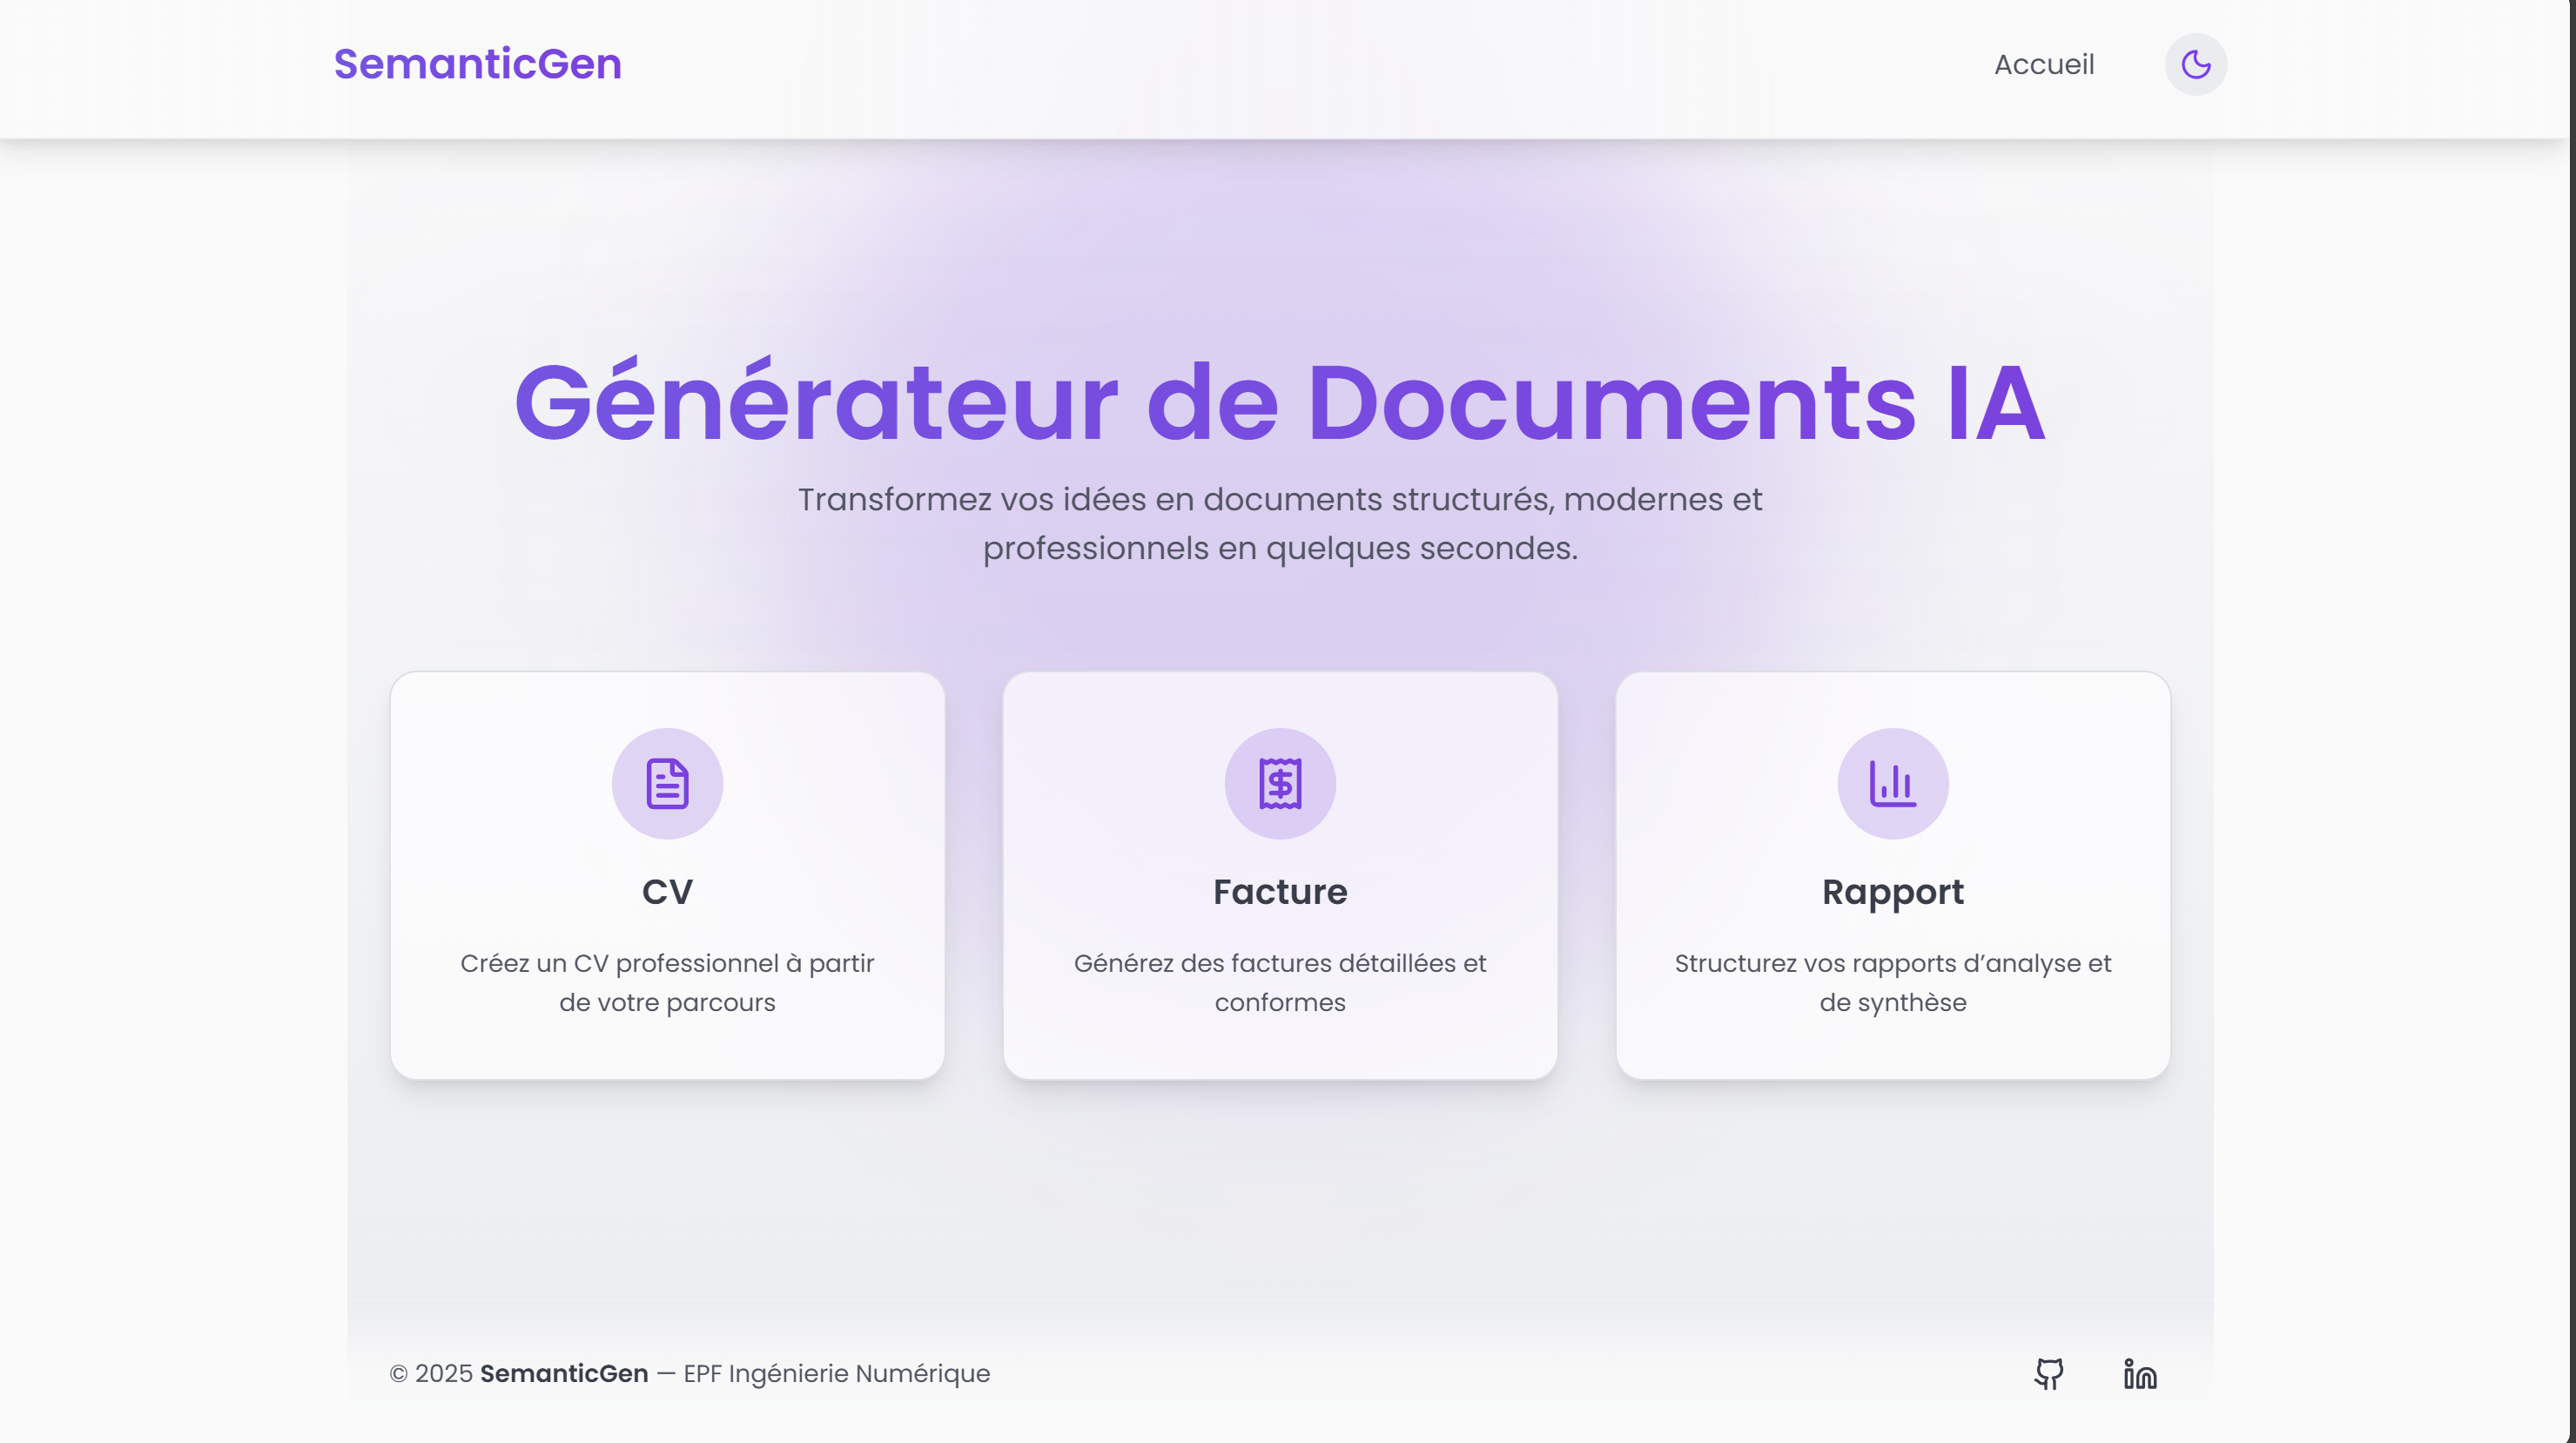 SemanticGen
Accueil
Générateur de Documents IA
Transformez vos idées en documents structurés, modernes et
professionnels en quelques secondes.
CV
Créez un CV professionnel à partir
de votre parcours
Facture
Générez des factures détaillées et
conformes
Rapport
Structurez vos rapports d’analyse et
de synthèse
© 2025 SemanticGen — EPF Ingénierie Numérique